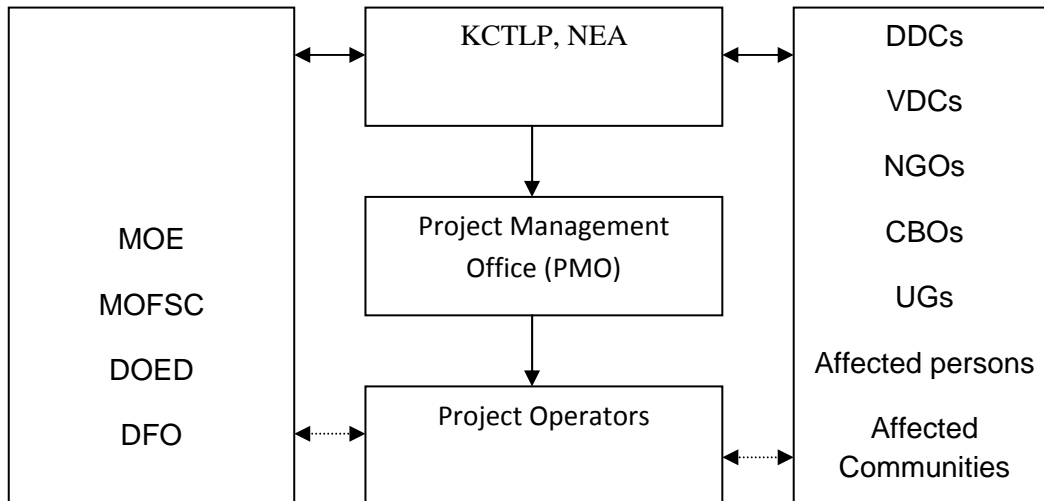 MOE
MOFSC
DOED
DFO
KCTLP, NEA
Project Management
Office (PMO)
Project Operators
DDCs
VDCs
NGOs
CBOs
UGs
Affected persons
Affected
Communities